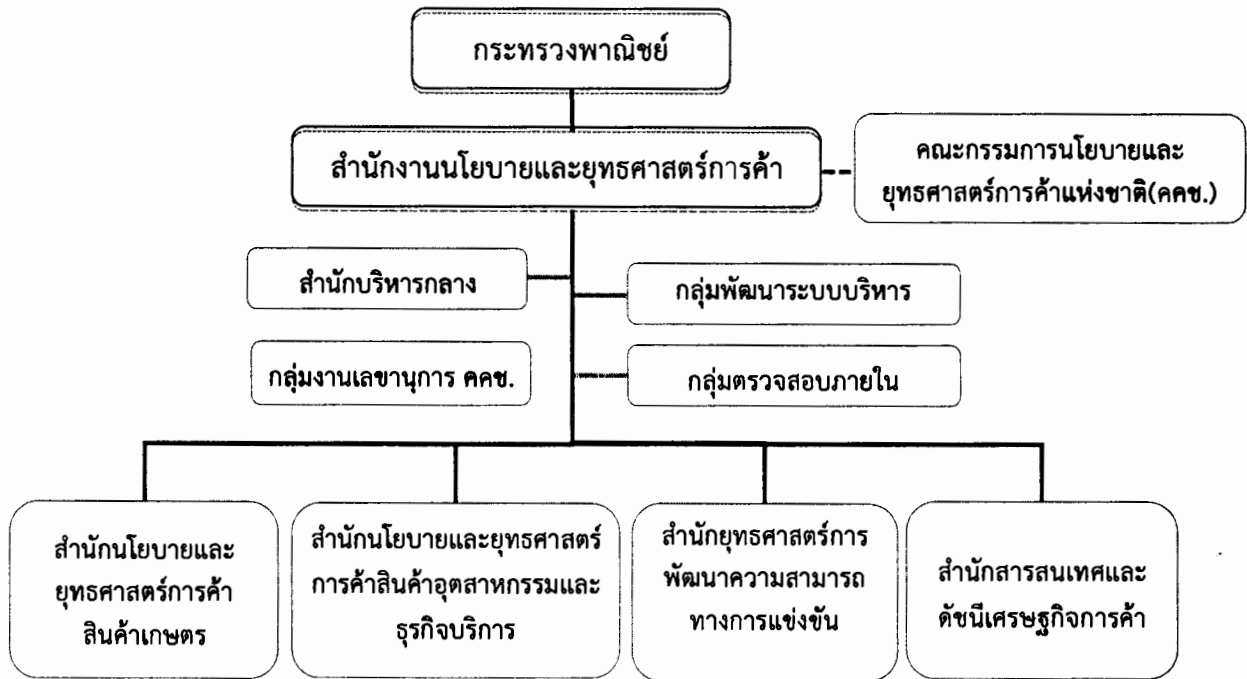 กระทรวงพาณิชย์
สำนักงานนโยบายและยุทธศาสตร์การค้า
คณะกรรมการนโยบายและ
ยุทธศาสตร์การค้าแห่งชาติ(คคช.)
สำนักบริหารกลาง
กลุ่มพัฒนาระบบบริหาร
กลุ่มงานเลขานุการ คคช.
กลุ่มตรวจสอบภายใน
สำนักนโยบายและ
ยุทธศาสตร์การค้า
สินค้าเกษตร
สำนักนโยบายและยุทธศาสตร์
การค้าสินค้าอุตสาหกรรมและ
ธุรกิจบริการ
สำนักยุทธศาสตร์การ
พัฒนาความสามารถ
ทางการแข่งขัน
สำนักสารสนเทศและ
ดัชนีเศรษฐกิจการค้า